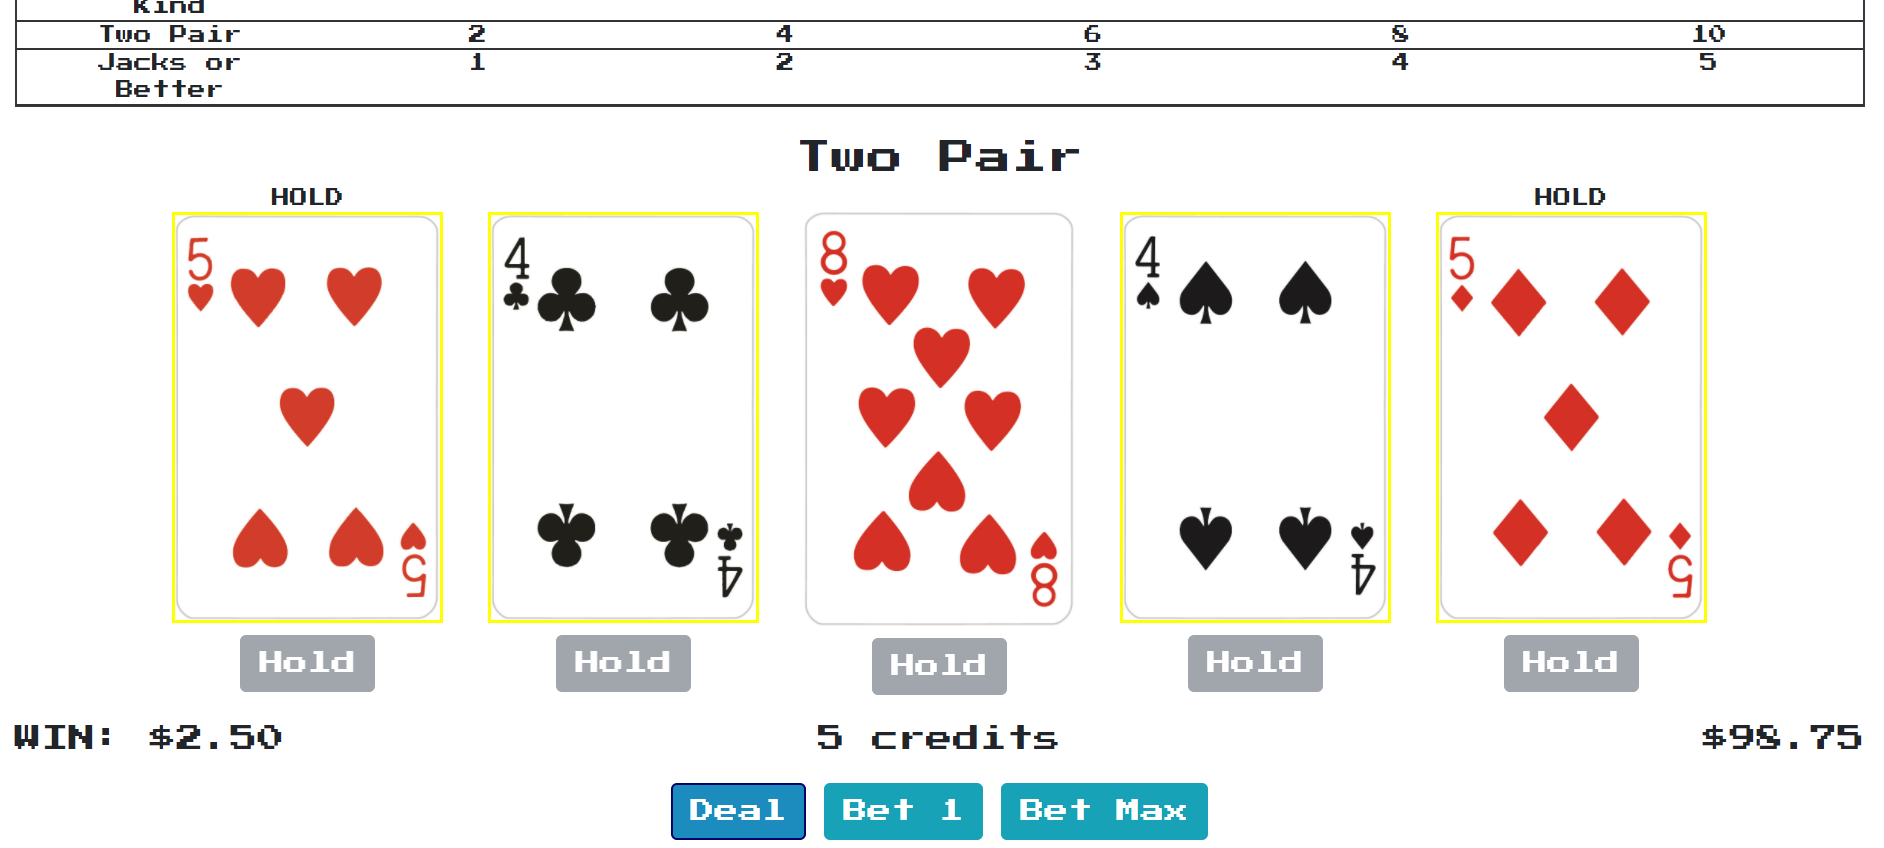 Kind
Two Pair 2 4 6 8 10
Jacks or 1 2 3 4 5
Better
Two Pair
HOLD HOLD
5 4 8 4 5
5 4 8 4 5
Hold Hold Hold Hold Hold
WIN: $2.50 5 credits $98.75
Deal Bet 1 Bet Max